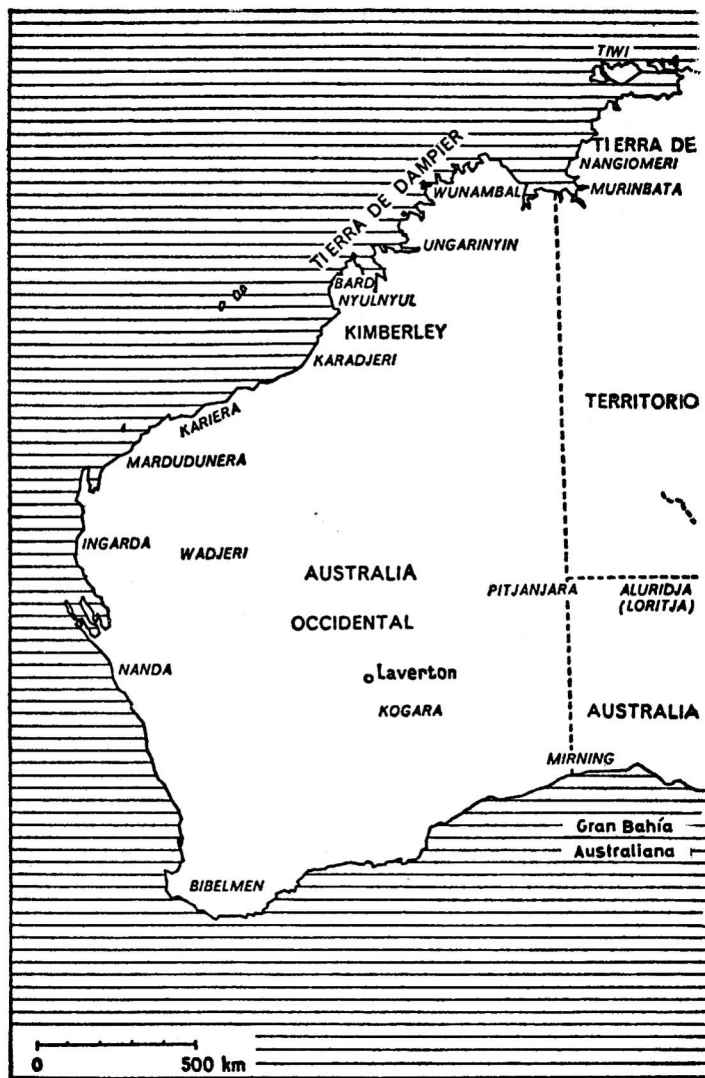 TIWI
TIERRA DE
NANGIOMERI
MURINBATA
TIERRA DE DAMPIER
WUNAMBAL
UNGARINYIN
BARD
NYULNYUL
KIMBERLEY
KARADJERI
TERRITORIO
KARIERA
MARDUDUNERA
INGARDA
WADJERI
AUSTRALIA
OCCIDENTAL
PITJANJARA
ALURIDJA
(LORITJA)
NANDA
Laverton
KOGARA
AUSTRALIA
MIRNING
Gran Bahía
Australiana
BIBELMEN
0 500 km